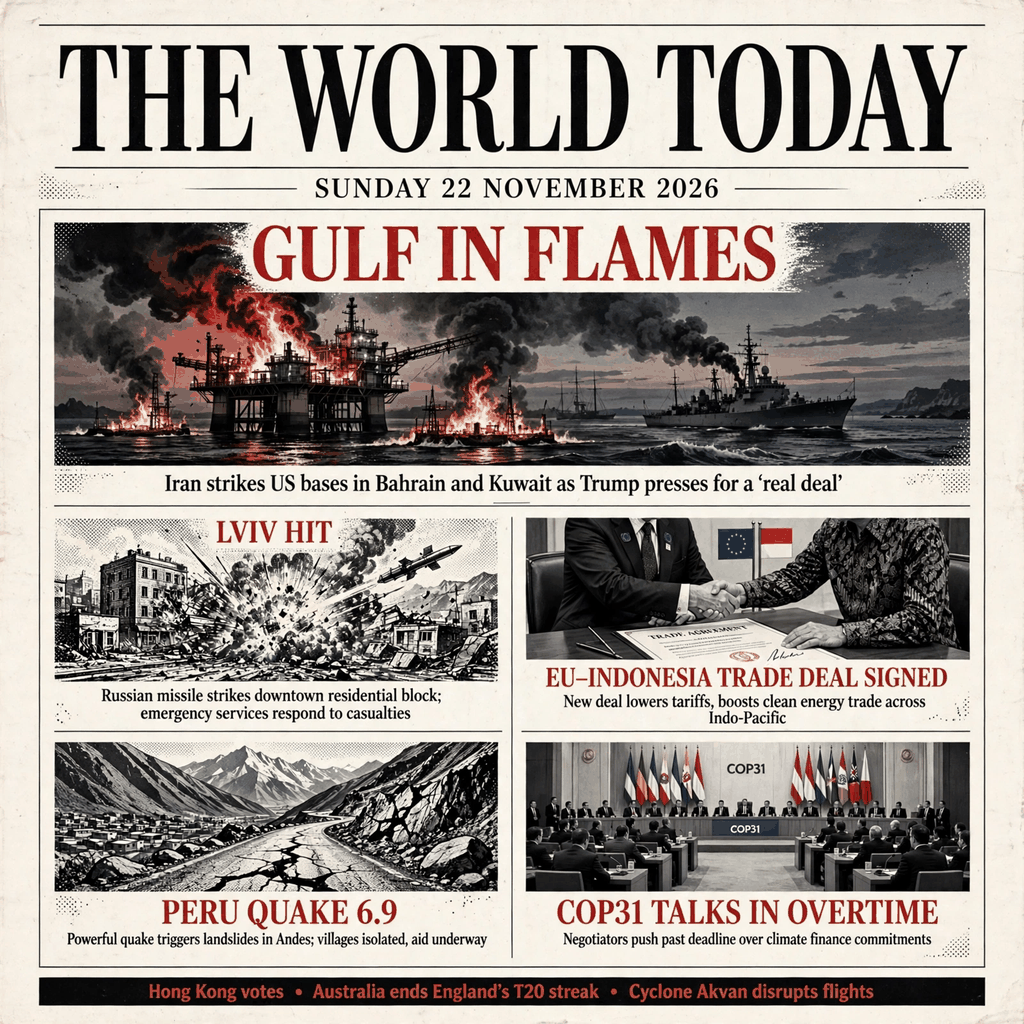 THE WORLD TODAY
SUNDAY 22 NOVEMBER 2026
GULF IN FLAMES
Iran strikes US bases in Bahrain and Kuwait as Trump presses for a ‘real deal’
LVIV HIT
Russian missile strikes downtown residential block;
emergency services respond to casualties
TRADE AGREEMENT
EU–INDONESIA TRADE DEAL SIGNED
New deal lowers tariffs, boosts clean energy trade across
Indo-Pacific
PERU QUAKE 6.9
Powerful quake triggers landslides in Andes; villages isolated, aid underway
COP31
COP31
COP31 TALKS IN OVERTIME
Negotiators push past deadline over climate finance commitments
Hong Kong votes • Australia ends England’s T20 streak • Cyclone Akvan disrupts flights